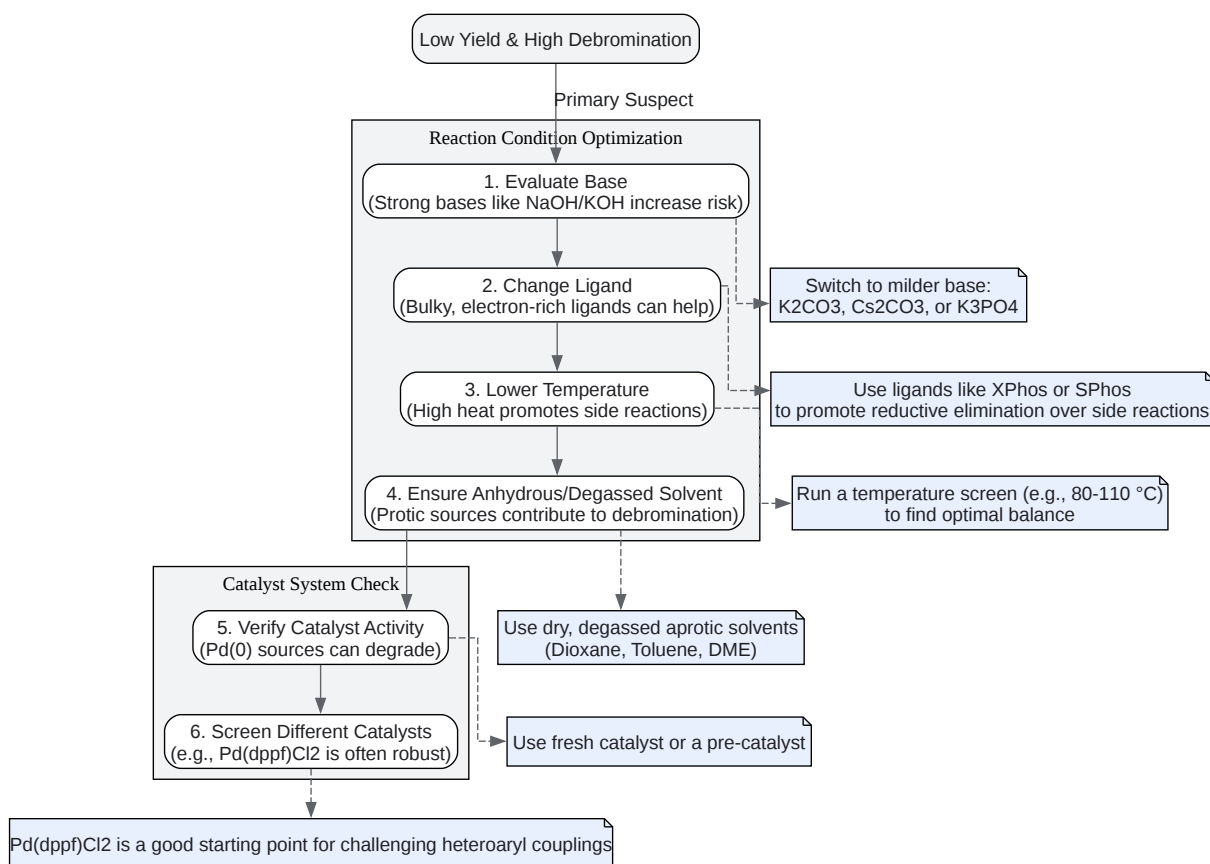 Low Yield & High Debromination
Primary Suspect
Reaction Condition Optimization
1. Evaluate Base
(Strong bases like NaOH/KOH increase risk)
2. Change Ligand
(Bulky, electron-rich ligands can help)
Switch to milder base:
K2CO3, Cs2CO3, or K3PO4
3. Lower Temperature
(High heat promotes side reactions)
Use ligands like XPhos or SPhos
to promote reductive elimination over side reactions
4. Ensure Anhydrous/Degassed Solvent
(Protic sources contribute to debromination)
Run a temperature screen (e.g., 80-110 °C)
to find optimal balance
Catalyst System Check
5. Verify Catalyst Activity
(Pd(0) sources can degrade)
Use dry, degassed aprotic solvents
(Dioxane, Toluene, DME)
6. Screen Different Catalysts
(e.g., Pd(dppf)Cl2 is often robust)
Use fresh catalyst or a pre-catalyst
Pd(dppf)Cl2 is a good starting point for challenging heteroaryl couplings